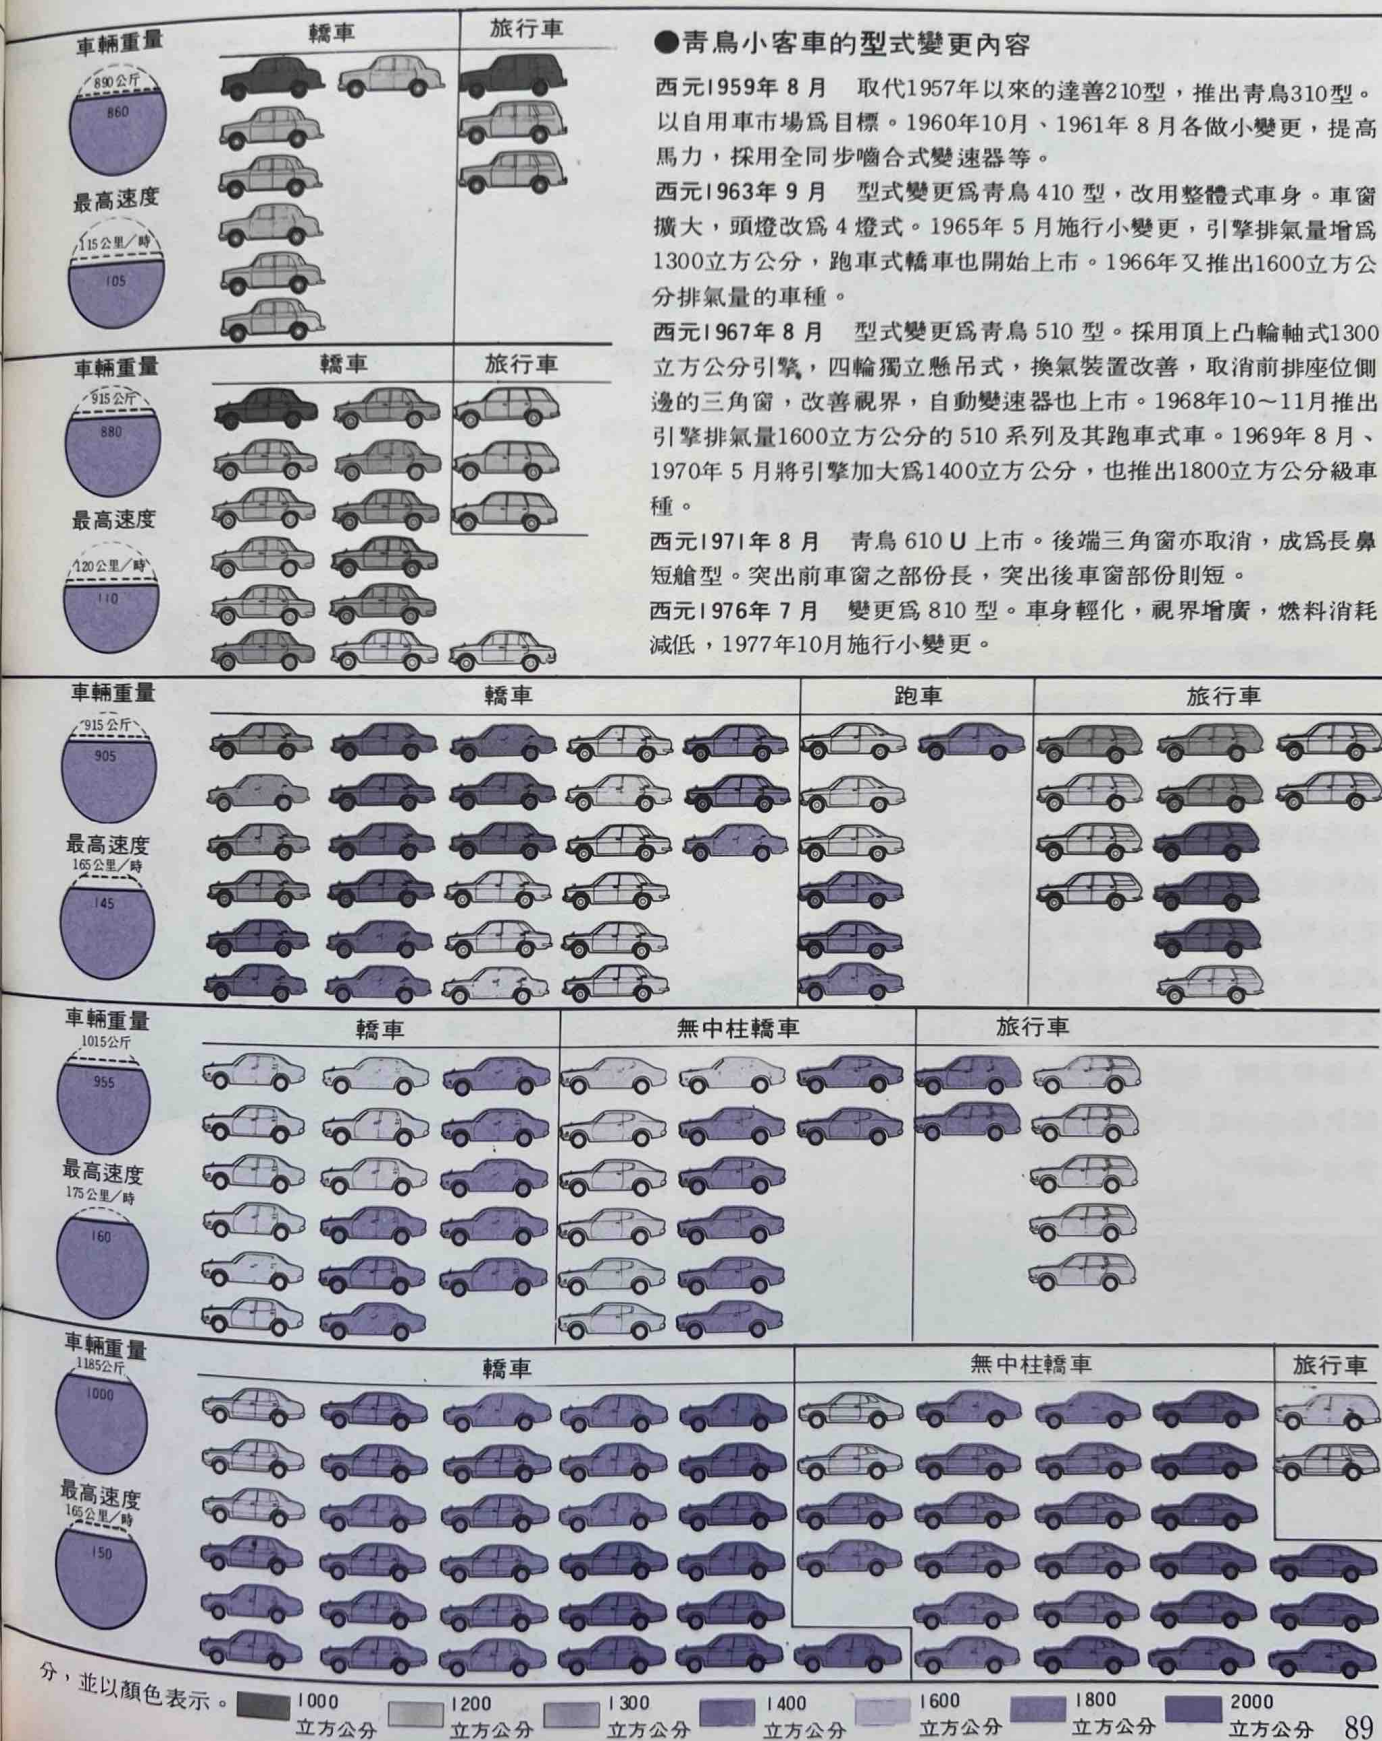 車輛重量
轎車
旅行車
890公斤
860
最高速度
115公里／時
105
●靑鳥小客車的型式變更內容
西元1959年8月　取代1957年以來的達善210型，推出靑鳥310型。
以自用車市場爲目標。1960年10月、1961年8月各做小變更，提高
馬力，採用全同步嚙合式變速器等。
西元1963年9月　型式變更爲靑鳥410型，改用整體式車身。車窗
擴大，頭燈改爲4燈式。1965年5月施行小變更，引擎排氣量增爲
1300立方公分，跑車式轎車也開始上市。1966年又推出1600立方公
分排氣量的車種。
西元1967年8月　型式變更爲靑鳥510型。採用頂上凸輪軸式1300
立方公分引擎，四輪獨立懸吊式，換氣裝置改善，取消前排座位側
邊的三角窗，改善視界，自動變速器也上市。1968年10～11月推出
引擎排氣量1600立方公分的510系列及其跑車式車。1969年8月、
1970年5月將引擎加大爲1400立方公分，也推出1800立方公分級車
種。
西元1971年8月　靑鳥610U上市。後端三角窗亦取消，成爲長鼻
短艙型。突出前車窗之部份長，突出後車窗部份則短。
西元1976年7月　變更爲810型。車身輕化，視界增廣，燃料消耗
減低，1977年10月施行小變更。
車輛重量
轎車
旅行車
915公斤
880
最高速度
120公里／時
110
車輛重量
轎車
跑車
旅行車
915公斤
905
最高速度
165公里／時
145
車輛重量
轎車
無中柱轎車
旅行車
1015公斤
955
最高速度
175公里／時
160
車輛重量
轎車
無中柱轎車
旅行車
1185公斤
1000
最高速度
165公里／時
150
分，並以顏色表示。
1000
立方公分
1200
立方公分
1300
立方公分
1400
立方公分
1600
立方公分
1800
立方公分
2000
立方公分
89